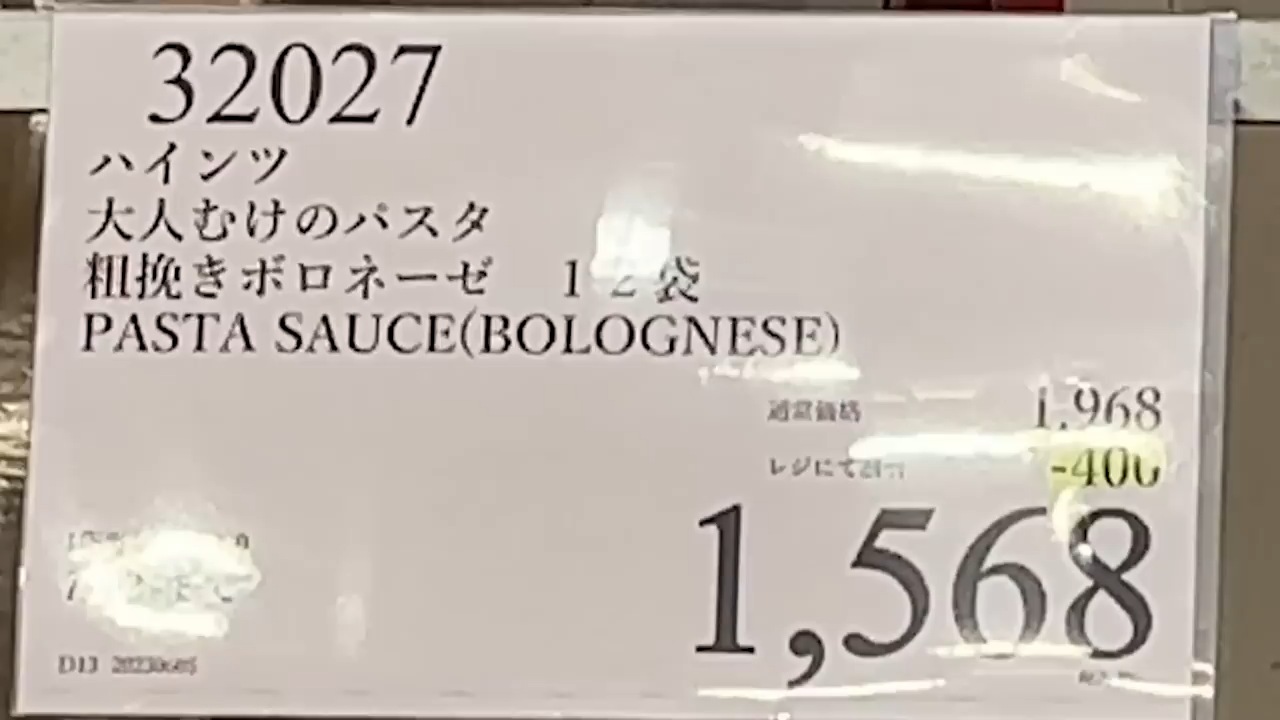 32027
ハインツ
大人むけのパスタ
粗挽きボロネーゼ 12袋
PASTA SAUCE(BOLOGNESE)
通常価格 1,968
レジにて割引 -400
1,568
D13 20230605